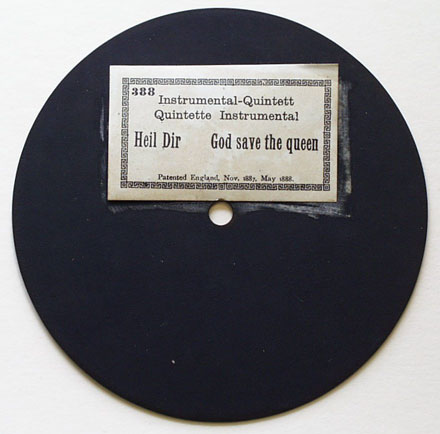 388
Instrumental-Quintett
Quintette Instrumental
Heil Dir God save the queen
Patented England, Nov. 1887, May 1888.